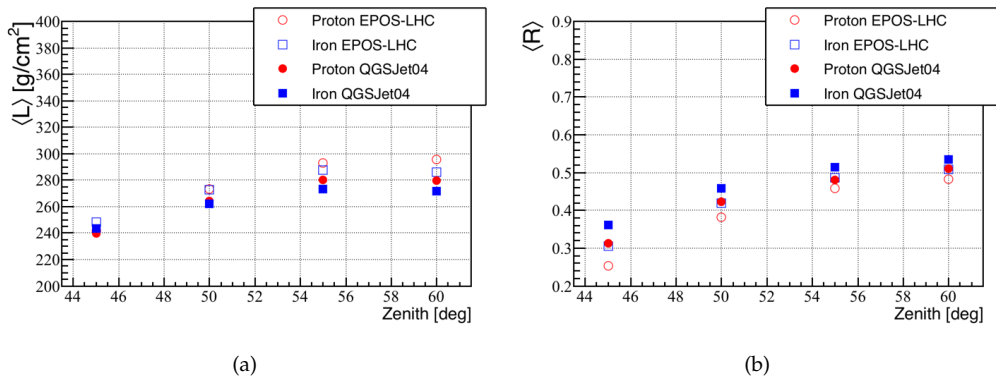 ⟨L⟩ [g/cm²]
400
380
360
340
320
300
280
260
240
220
200
44 46 48 50 52 54 56 58 60
Zenith [deg]
Proton EPOS-LHC
Iron EPOS-LHC
Proton QGSJet04
Iron QGSJet04
(a)
⟨R⟩
0.9
0.8
0.7
0.6
0.5
0.4
0.3
0.2
44 46 48 50 52 54 56 58 60
Zenith [deg]
Proton EPOS-LHC
Iron EPOS-LHC
Proton QGSJet04
Iron QGSJet04
(b)